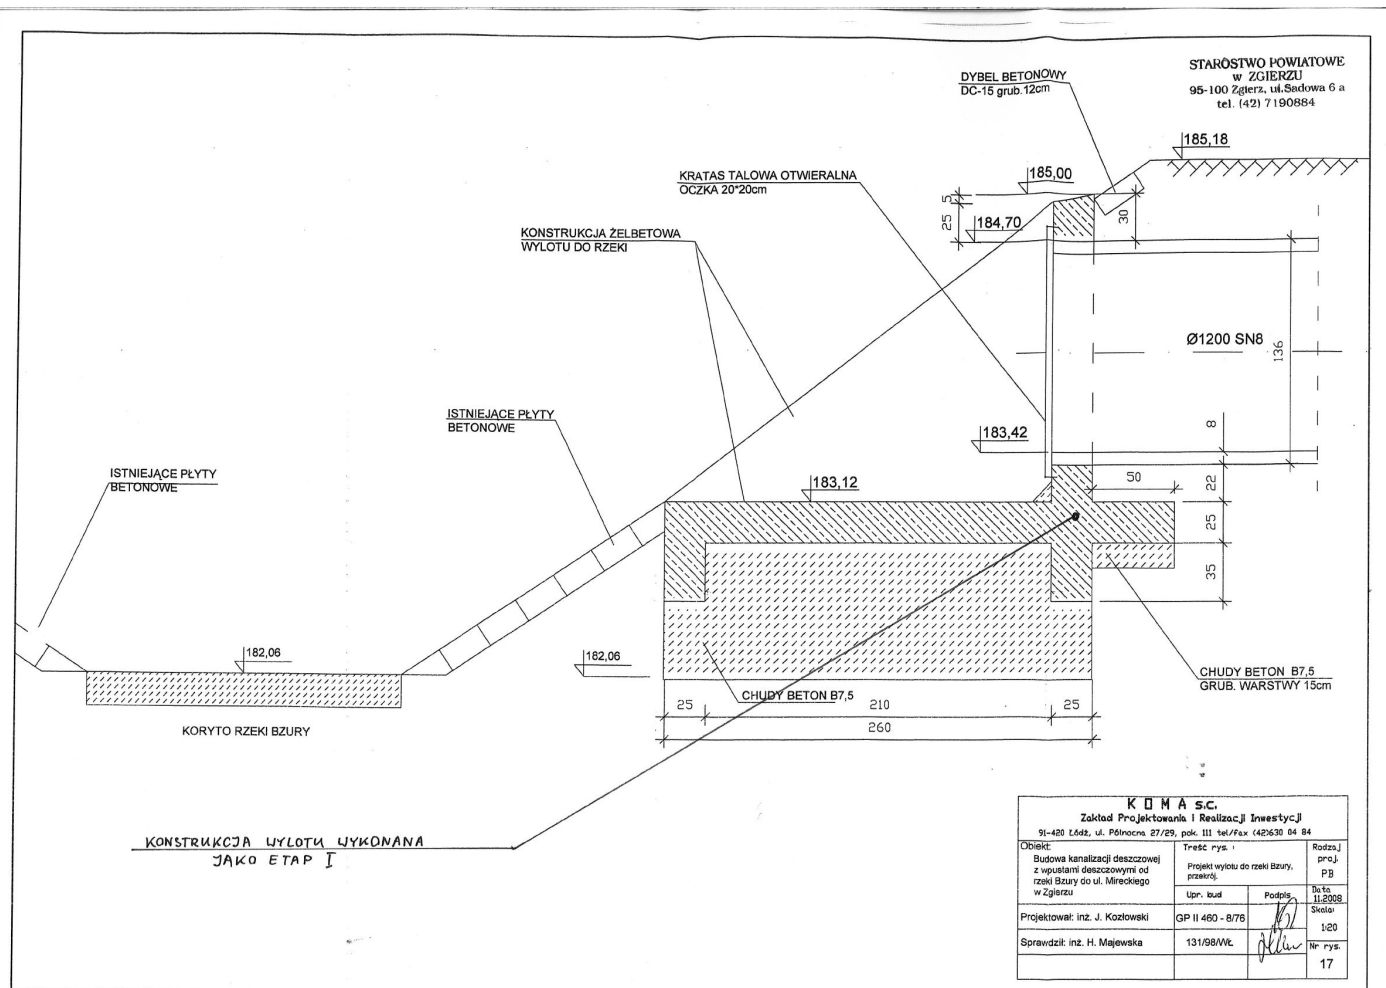 STAROSTWO POWIATOWE
w ZGIERZU
95-100 Zgierz, ul.Sadowa 6 a
tel. (42) 7190884
DYBEL BETONOWY
DC-15 grub.12cm
185,18
KRATAS TALOWA OTWIERALNA
OCZKA 20*20cm
185,00
5
25
184,70
30
KONSTRUKCJA ŻELBETOWA
WYLOTU DO RZEKI
Ø1200 SN8
136
ISTNIEJĄCE PŁYTY
BETONOWE
183,42
8
ISTNIEJĄCE PŁYTY
BETONOWE
183,12
50
22
25
35
182,06
182,06
CHUDY BETON B7,5
GRUB. WARSTWY 15cm
CHUDY BETON B7,5
25
210
25
260
KORYTO RZEKI BZURY
KONSTRUKCJA WYLOTU WYKONANA
JAKO ETAP I
KOMA s.c.
Zakład Projektowania i Realizacji Inwestycji
91-420 Łódź, ul. Północna 27/29, pok. 111 tel/fax (42)630 04 84
Obiekt:
Budowa kanalizacji deszczowej
z wpustami deszczowymi od
rzeki Bzury do ul. Mireckiego
w Zgierzu
Treść rys. :
Projekt wylotu do rzeki Bzury,
przekrój.
Rodzaj
proj.
PB
Upr. bud
Podpis
Data
11.2008
Projektował: inż. J. Kozłowski
GP II 460 - 8/76
Skala:
1:20
Sprawdził: inż. H. Majewska
131/98/WŁ
Nr rys.
17